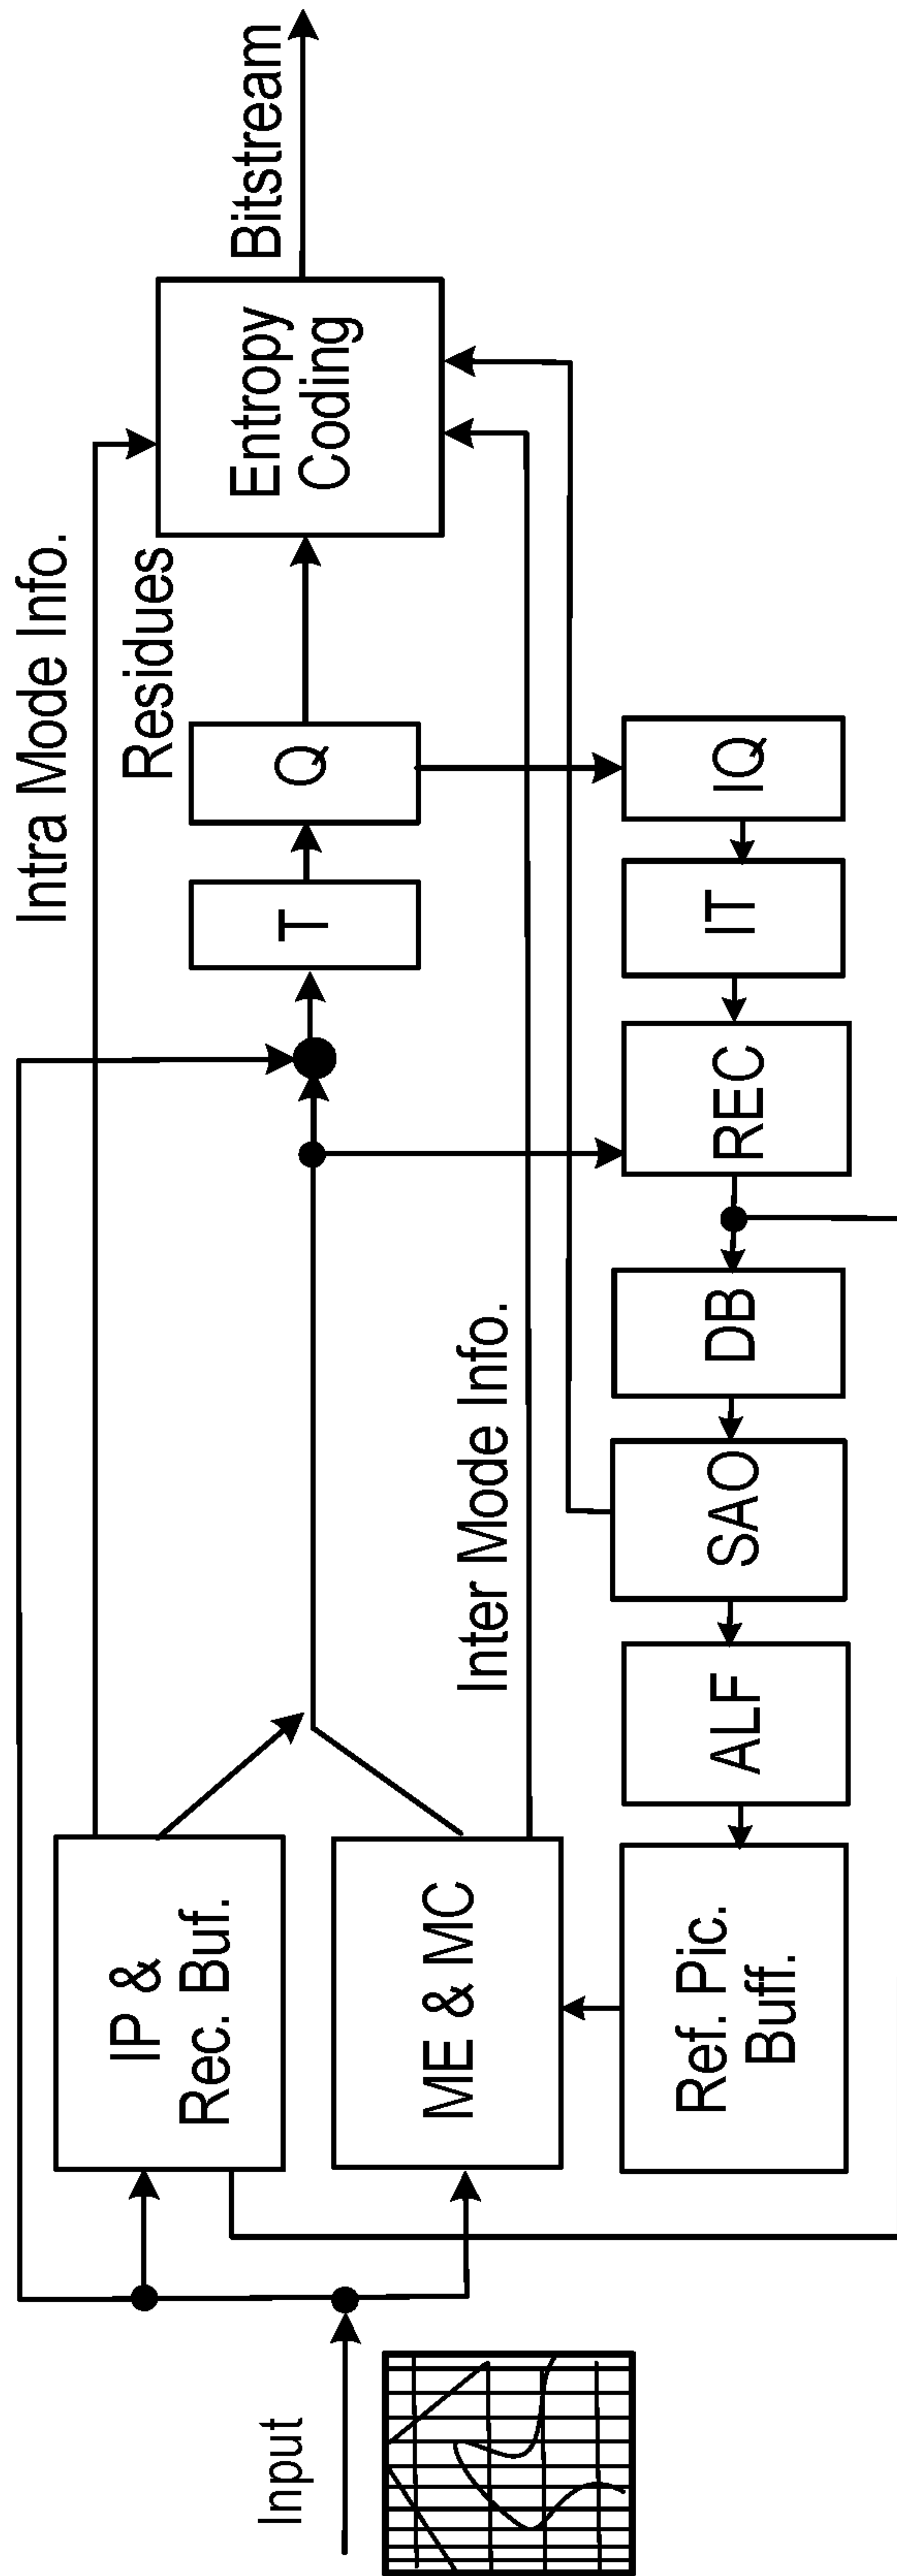 Intra Mode Info.
Input
IP &
Rec. Buf.
Residues
T
Q
Entropy
Coding
Bitstream
ME & MC
Inter Mode Info.
Ref. Pic.
Buff.
ALF
SAO
DB
REC
IT
IQ